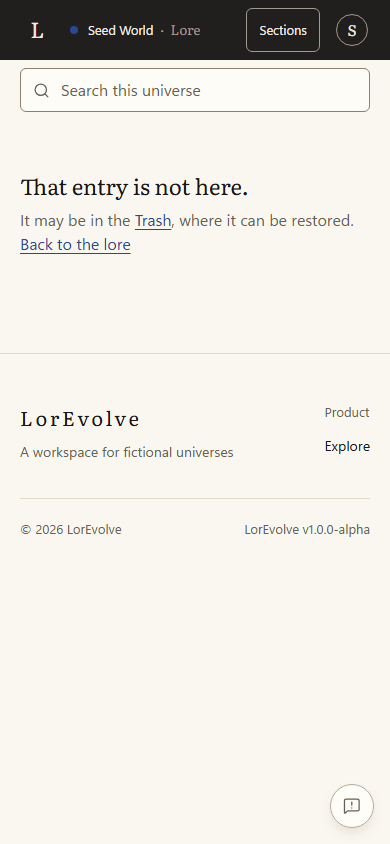 L
Seed World · Lore
Sections
S
Search this universe
That entry is not here.
It may be in the Trash, where it can be restored.
Back to the lore
LorEvolve
A workspace for fictional universes
Product
Explore
© 2026 LorEvolve
LorEvolve v1.0.0-alpha